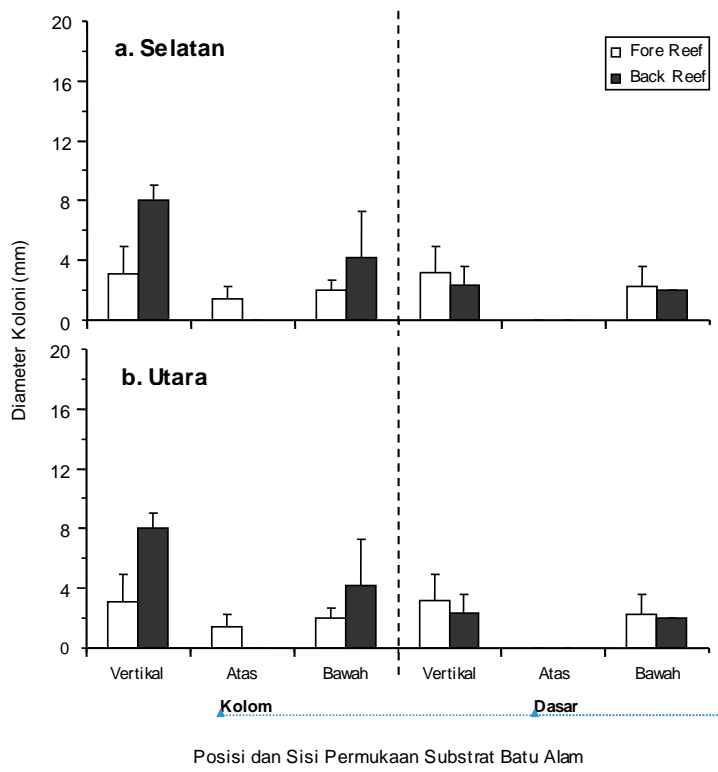 20
a. Selatan
Fore Reef
Back Reef
16
12
8
4
0
Diameter Koloni (mm)
20
b. Utara
16
12
8
4
0
Vertikal Atas Bawah Vertikal Atas Bawah
Kolom Dasar
Posisi dan Sisi Permukaan Substrat Batu Alam